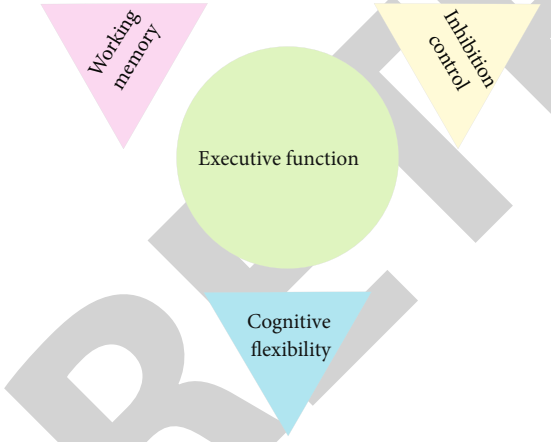 Working
memory
Inhibition
control
Executive function
Cognitive
flexibility